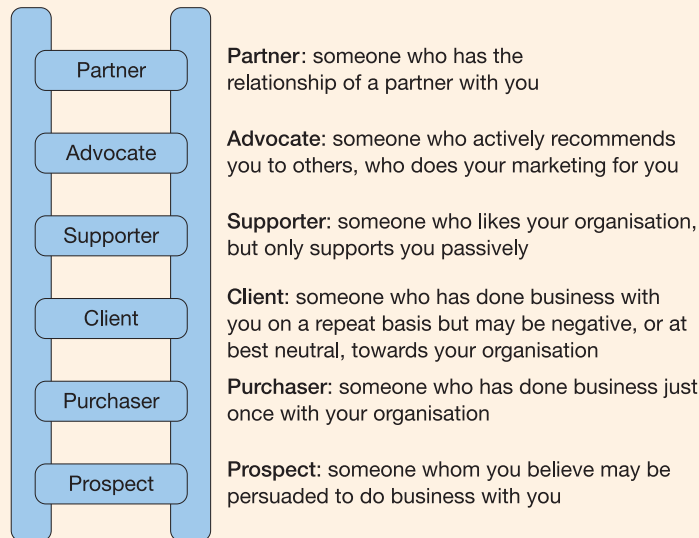 Partner
Partner: someone who has the
relationship of a partner with you
Advocate
Advocate: someone who actively recommends
you to others, who does your marketing for you
Supporter
Supporter: someone who likes your organisation,
but only supports you passively
Client
Client: someone who has done business with
you on a repeat basis but may be negative, or at
best neutral, towards your organisation
Purchaser
Purchaser: someone who has done business just
once with your organisation
Prospect
Prospect: someone whom you believe may be
persuaded to do business with you